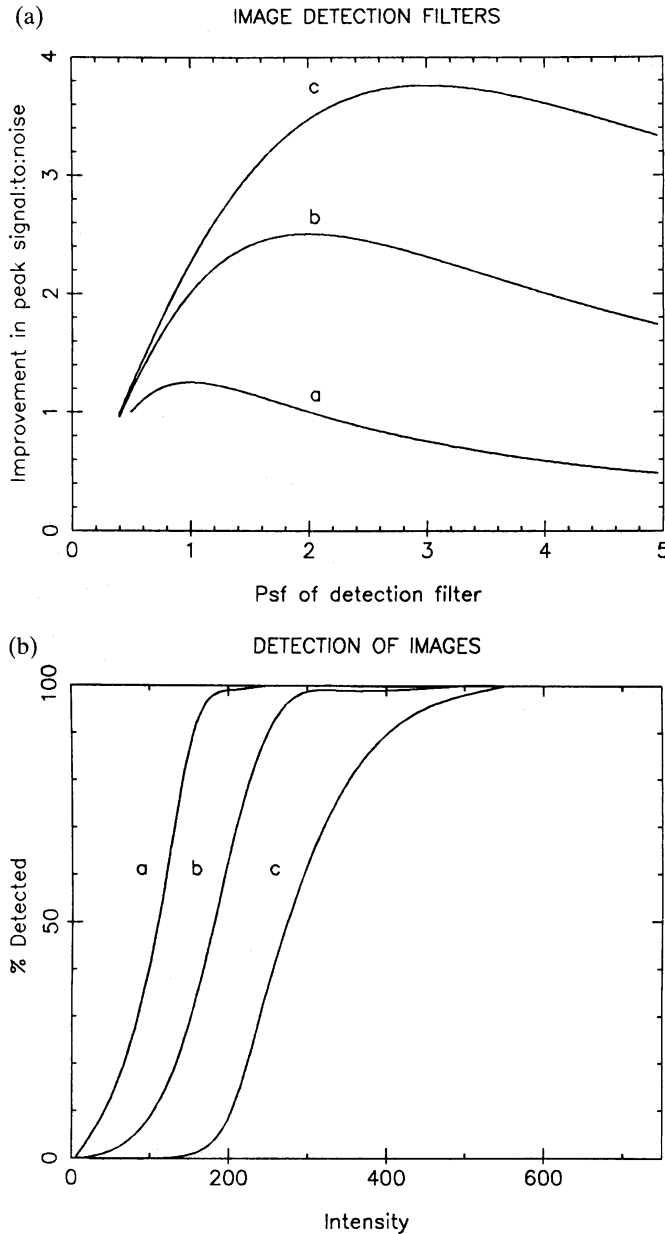 (a) IMAGE DETECTION FILTERS
Improvement in peak signal:to:noise
4
3
2
1
0
c
b
a
0 1 2 3 4 5
Psf of detection filter
(b) DETECTION OF IMAGES
% Detected
100
50
0
a b c
0 200 400 600
Intensity